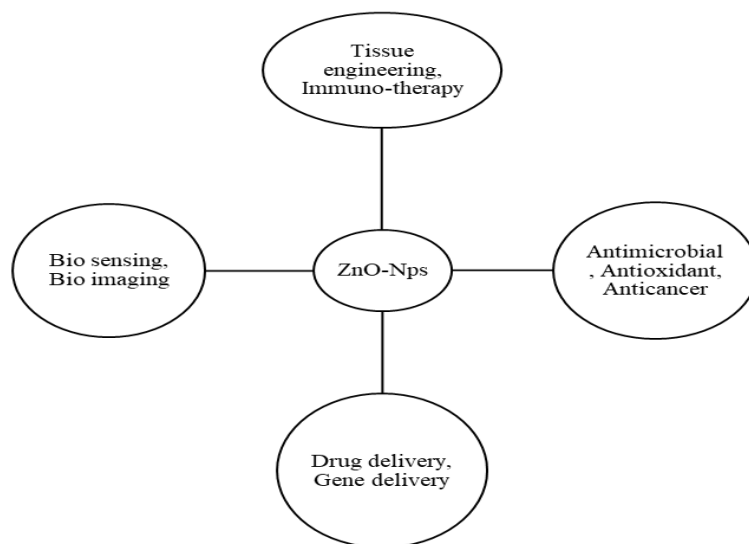 Tissue
engineering,
Immuno-therapy
Bio sensing,
Bio imaging
ZnO-Nps
Antimicrobial
, Antioxidant,
Anticancer
Drug delivery,
Gene delivery